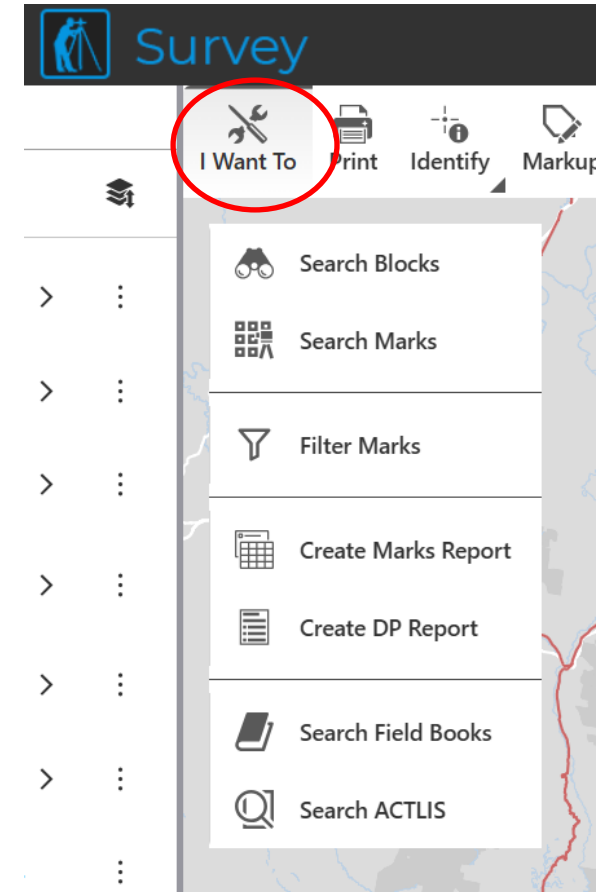 Survey
I Want To
Print
Identify
Markup
Search Blocks
Search Marks
Filter Marks
Create Marks Report
Create DP Report
Search Field Books
Search ACTLIS